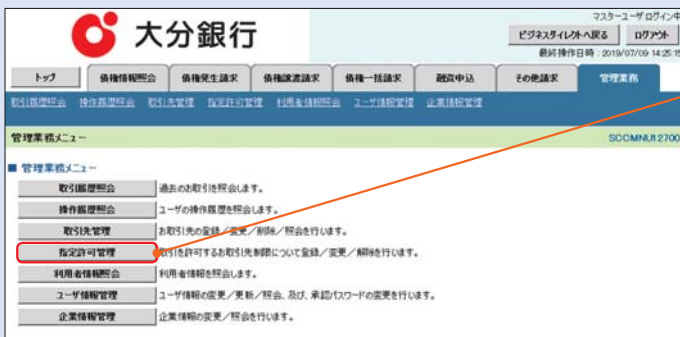 マスターユーザ ログイン中
大分銀行
ビジネスダイレクトへ戻る ログアウト
最終操作日時：2019/07/09 14:25:15
トップ 債権情報照会 債権発生請求 債権譲渡請求 債権一括請求 融資申込 その他請求 管理業務
取引履歴照会 操作履歴照会 取引先管理 指定許可管理 利用者情報照会 ユーザ情報管理 企業情報管理
管理業務メニュー SCCMNU12700
■ 管理業務メニュー
取引履歴照会 過去のお取引を照会します。
操作履歴照会 ユーザの操作履歴を照会します。
取引先管理 お取引先の登録／変更／削除／照会を行います。
指定許可管理 取引を許可するお取引先制限について登録／変更／解除を行います。
利用者情報照会 利用者情報を照会します。
ユーザ情報管理 ユーザ情報の変更／更新／照会、及び、承認パスワードの変更を行います。
企業情報管理 企業情報の変更／照会を行います。